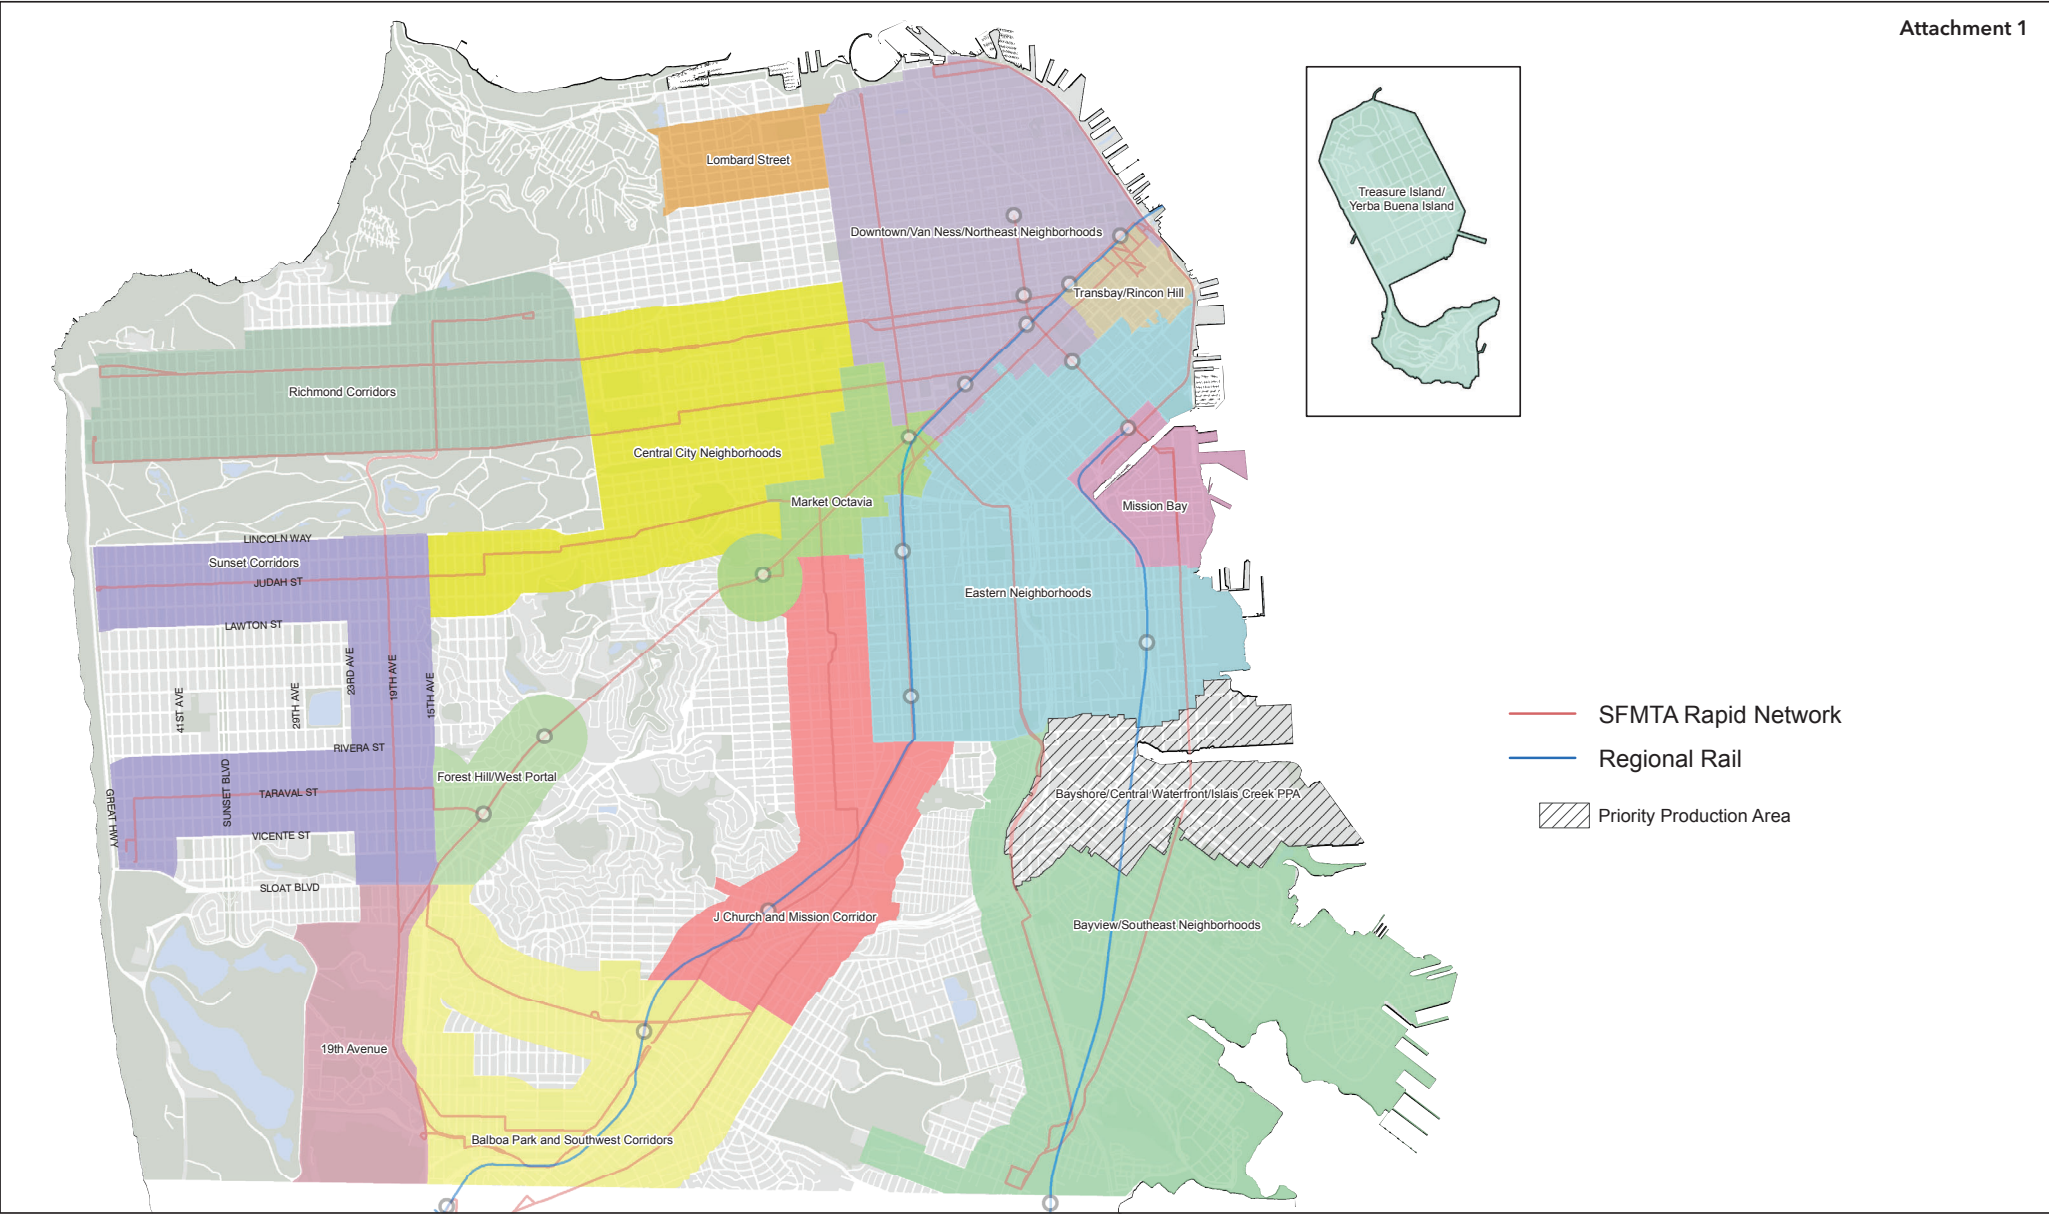 Attachment 1
Lombard Street
Treasure Island/
Yerba Buena Island
Downtown/Van Ness/Northeast Neighborhoods
Transbay/Rincon Hill
Richmond Corridors
Central City Neighborhoods
Market Octavia
Mission Bay
LINCOLN WAY
Sunset Corridors
JUDAH ST
Eastern Neighborhoods
LAWTON ST
23RD AVE
19TH AVE
15TH AVE
41ST AVE
29TH AVE
RIVERA ST
SFMTA Rapid Network
Regional Rail
Forest Hill/West Portal
SUNSET BLVD
TARAVAL ST
GREAT HWY
Bayshore/Central Waterfront/Islais Creek PPA
Priority Production Area
VICENTE ST
SLOAT BLVD
J Church and Mission Corridor
Bayview/Southeast Neighborhoods
19th Avenue
Balboa Park and Southwest Corridors